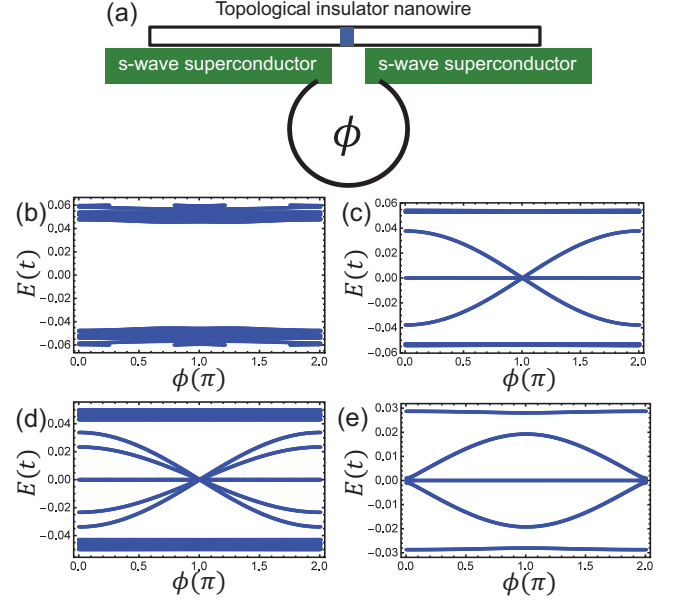 (a)
Topological insulator nanowire
s-wave superconductor s-wave superconductor
ϕ
(b)
E(t)
0.06
0.04
0.02
0.00
−0.02
−0.04
−0.06
0.0 0.5 1.0 1.5 2.0
ϕ(π)
(c)
E(t)
0.06
0.04
0.02
0.00
−0.02
−0.04
−0.06
0.0 0.5 1.0 1.5 2.0
ϕ(π)
(d)
E(t)
0.04
0.02
0.00
−0.02
−0.04
0.0 0.5 1.0 1.5 2.0
ϕ(π)
(e)
E(t)
0.03
0.02
0.01
0.00
−0.01
−0.02
−0.03
0.0 0.5 1.0 1.5 2.0
ϕ(π)